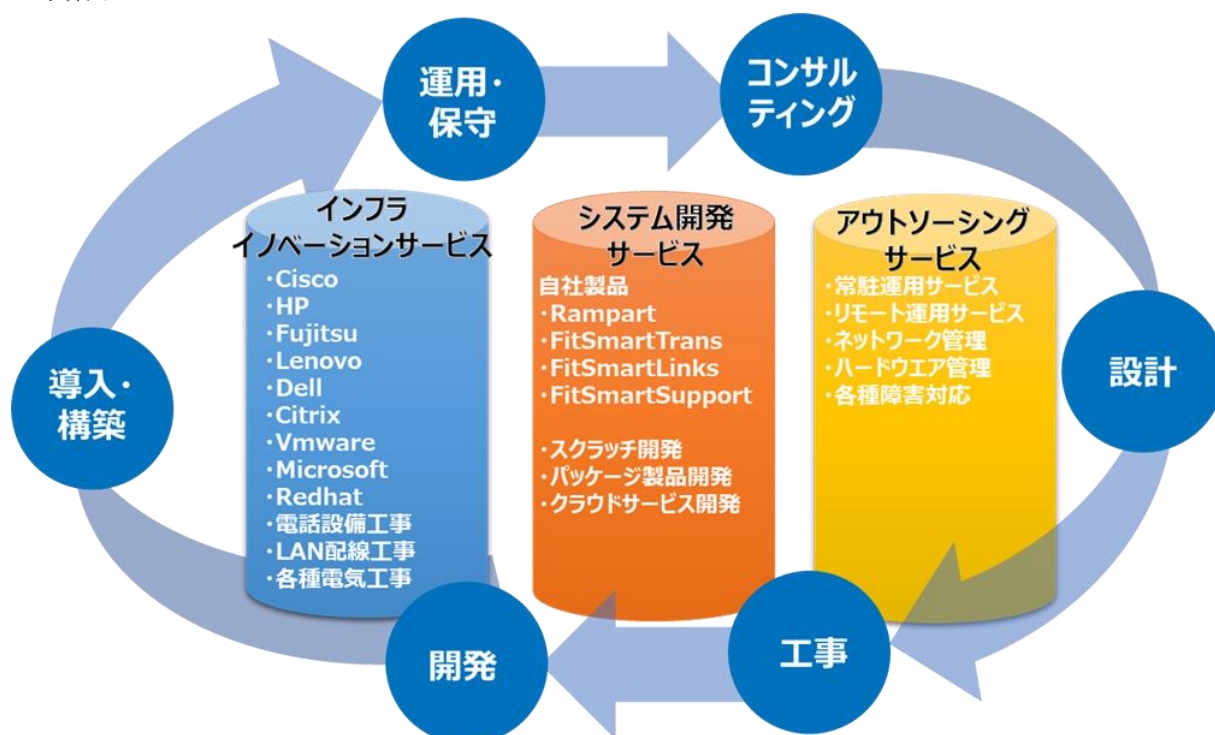 運用・
保守
コンサル
ティング
インフラ
イノベーションサービス
・Cisco
・HP
・Fujitsu
・Lenovo
・Dell
・Citrix
・Vmware
・Microsoft
・Redhat
・電話設備工事
・LAN配線工事
・各種電気工事
システム開発
サービス
自社製品
・Rampart
・FitSmartTrans
・FitSmartLinks
・FitSmartSupport
・スクラッチ開発
・パッケージ製品開発
・クラウドサービス開発
アウトソーシング
サービス
・常駐運用サービス
・リモート運用サービス
・ネットワーク管理
・ハードウエア管理
・各種障害対応
設計
導入・
構築
開発
工事